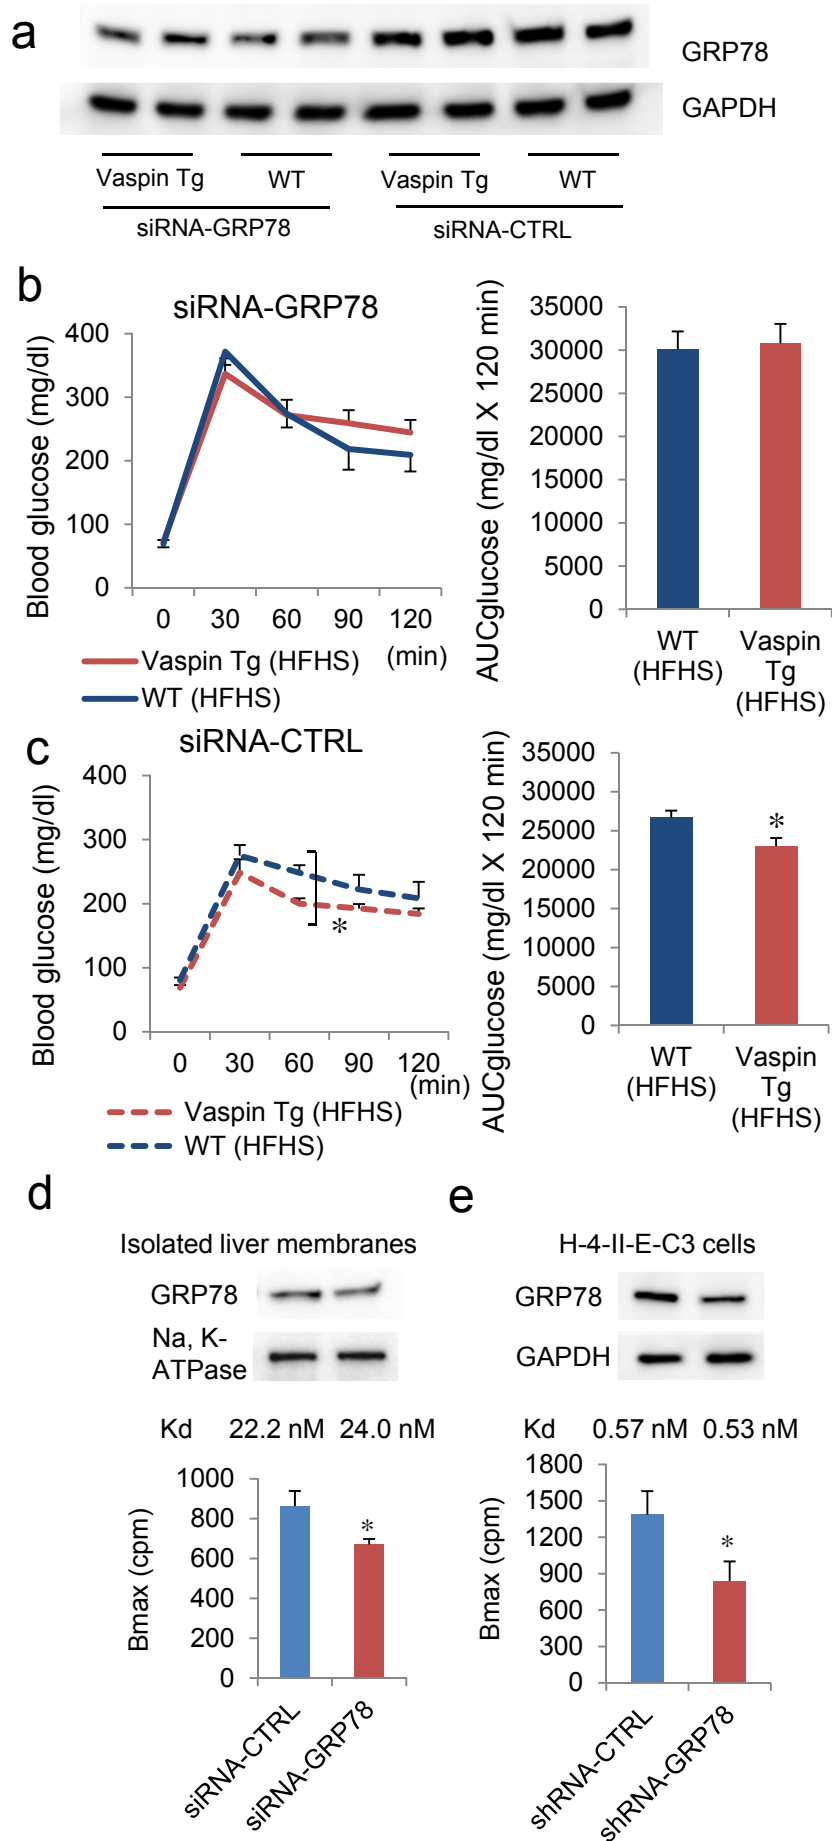 a
GRP78
GAPDH
Vaspin Tg WT Vaspin Tg WT
siRNA-GRP78 siRNA-CTRL
b
siRNA-GRP78
Blood glucose (mg/dl)
400
300
200
100
0
0 30 60 90 120
(min)
Vaspin Tg (HFHS)
WT (HFHS)
AUCglucose (mg/dl X 120 min)
35000
30000
25000
20000
15000
10000
5000
0
WT
(HFHS)
Vaspin
Tg
(HFHS)
c
siRNA-CTRL
Blood glucose (mg/dl)
400
300
200
100
0
*
0 30 60 90 120
(min)
Vaspin Tg (HFHS)
WT (HFHS)
AUCglucose (mg/dl X 120 min)
35000
30000
25000
20000
15000
10000
5000
0
*
WT
(HFHS)
Vaspin
Tg
(HFHS)
d
Isolated liver membranes
GRP78
Na, K-
ATPase
Kd 22.2 nM 24.0 nM
Bmax (cpm)
1000
800
600
400
200
0
*
siRNA-CTRL
siRNA-GRP78
e
H-4-II-E-C3 cells
GRP78
GAPDH
Kd 0.57 nM 0.53 nM
Bmax (cpm)
1800
1500
1200
900
600
300
0
*
shRNA-CTRL
shRNA-GRP78